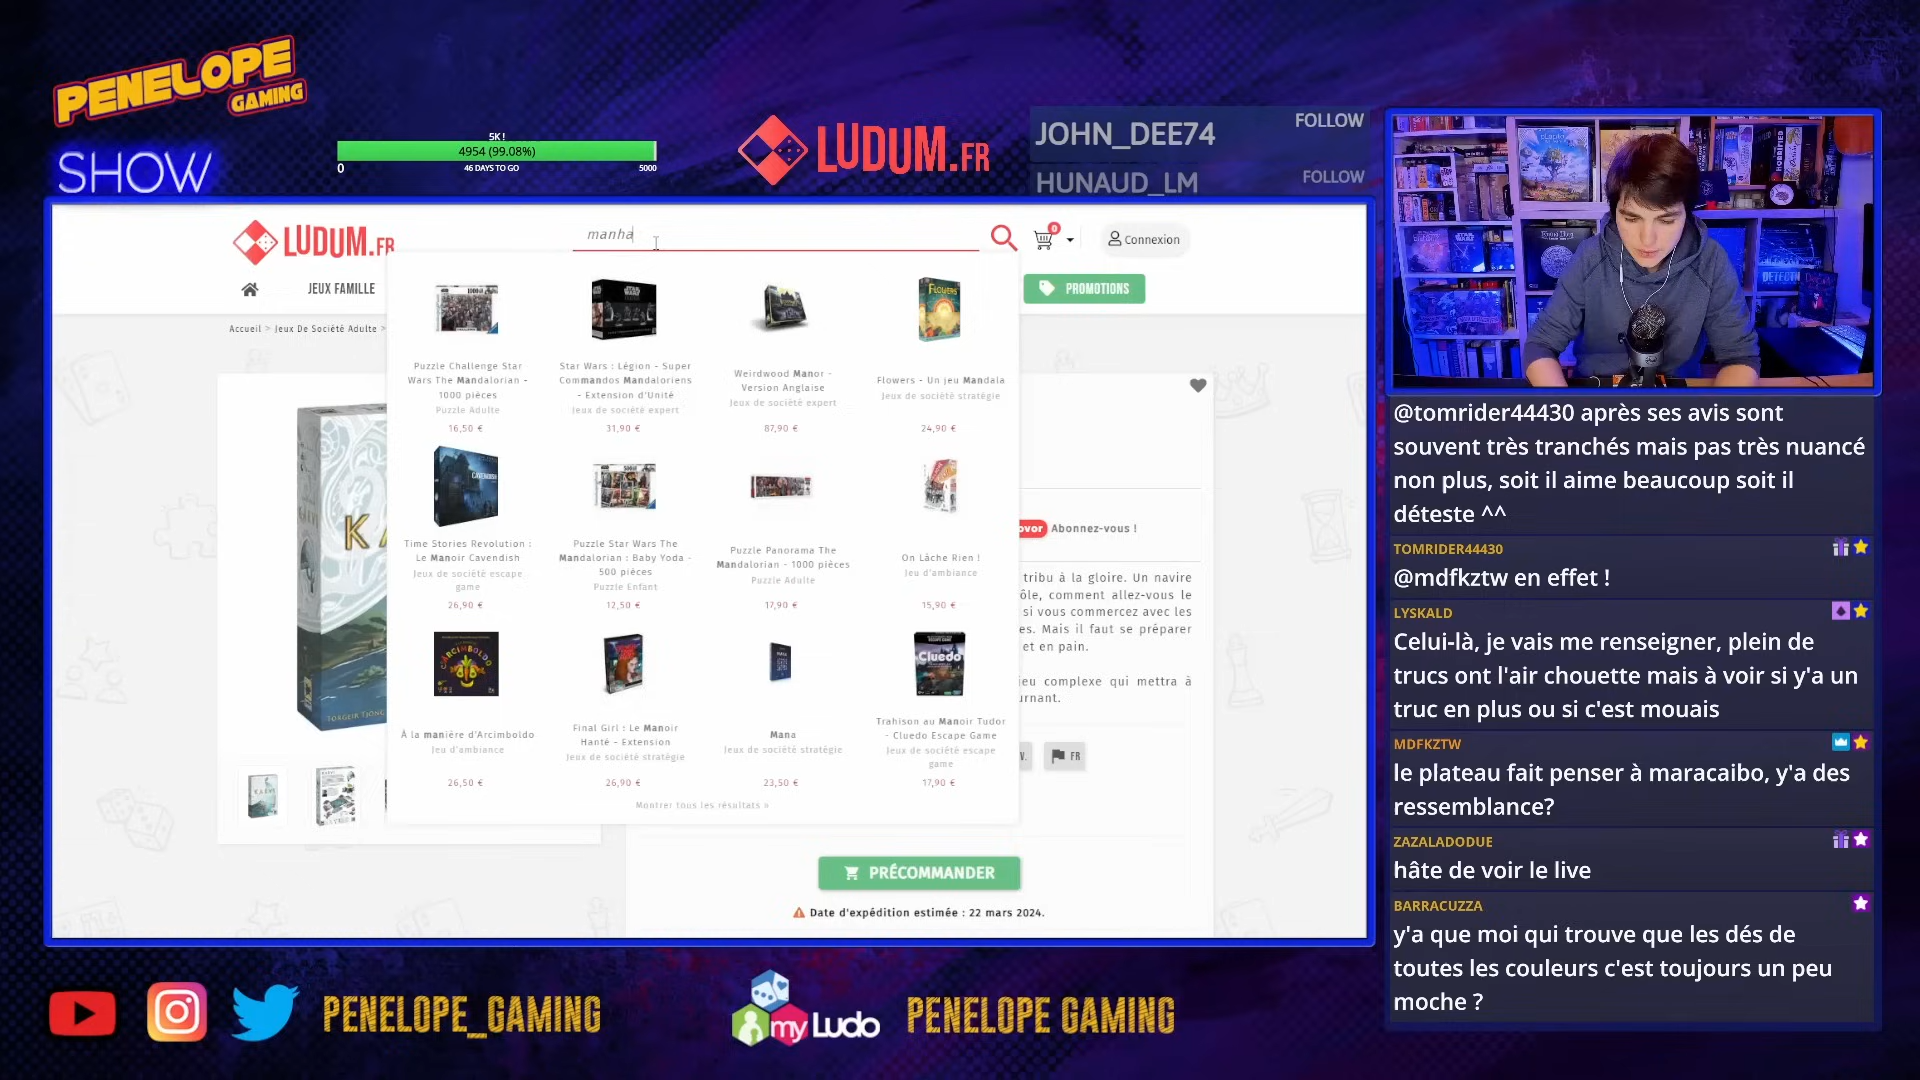 PENELOPE
GAMING
SHOW
5K !
4954 (99.08%)
0
46 DAYS TO GO
5000
LUDUM.FR
JOHN_DEE74
FOLLOW
HUNAUD_LM
FOLLOW
LUDUM.FR
manha
0
Connexion
JEUX FAMILLE
PROMOTIONS
Accueil > Jeux De Société Adulte >
Puzzle Challenge Star
Wars The Mandalorian -
1000 pièces
Puzzle Adulte
16,50 €
Star Wars : Légion - Super
Commandos Mandaloriens
- Extension d'Unité
Jeux de société expert
31,90 €
Weirdwood Manor -
Version Anglaise
Jeux de société expert
87,90 €
FLOWERS
Flowers - Un jeu Mandala
Jeux de société stratégie
24,90 €
Time Stories Revolution :
Le Manoir Cavendish
Jeux de société escape
game
26,90 €
Puzzle Star Wars The
Mandalorian : Baby Yoda -
500 pièces
Puzzle Enfant
12,50 €
Puzzle Panorama The
Mandalorian - 1000 pièces
Puzzle Adulte
17,90 €
On Lâche Rien !
Jeu d'ambiance
15,90 €
ARCIMBOLDO
À la manière d'Arcimboldo
Jeu d'ambiance
26,50 €
Final Girl : Le Manoir
Hanté - Extension
Jeux de société stratégie
26,90 €
Mana
Jeux de société stratégie
23,50 €
Cluedo
Trahison au Manoir Tudor
- Cluedo Escape Game
Jeux de société escape
game
17,90 €
Montrer tous les résultats »
KA
TORGEIR TJONG
ovor Abonnez-vous !
tribu à la gloire. Un navire
ôle, comment allez-vous le
si vous commercez avec les
es. Mais il faut se préparer
et en pain.
jeu complexe qui mettra à
urnant.
V.
FR
PRÉCOMMANDER
Date d'expédition estimée : 22 mars 2024.
@tomrider44430 après ses avis sont
souvent très tranchés mais pas très nuancé
non plus, soit il aime beaucoup soit il
déteste ^^
TOMRIDER44430
@mdfkztw en effet !
LYSKALD
Celui-là, je vais me renseigner, plein de
trucs ont l'air chouette mais à voir si y'a un
truc en plus ou si c'est mouais
MDFKZTW
le plateau fait penser à maracaibo, y'a des
ressemblance?
ZAZALADODUE
hâte de voir le live
BARRACUZZA
y'a que moi qui trouve que les dés de
toutes les couleurs c'est toujours un peu
moche ?
PENELOPE_GAMING
my Ludo
PENELOPE GAMING